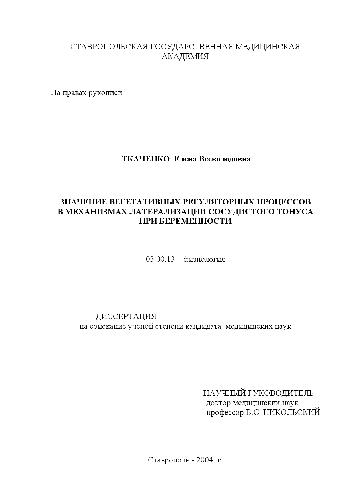 СТАВРОПОЛЬСКАЯ ГОСУДАРСТВЕННАЯ МЕДИЦИНСКАЯ
АКАДЕМИЯ
На правах рукописи
ТКАЧЕНКО Елена
ЗНАЧЕНИЕ ВЕГЕТАТИВНЫХ РЕГУЛЯТОРНЫХ ПРОЦЕССОВ
В МЕХАНИЗМАХ ЛАТЕРАЛИЗАЦИИ СОСУДИСТОГО ТОНУСА
ПРИ БЕРЕМЕННОСТИ
03.00.13 – физиология
ДИССЕРТАЦИЯ
на соискание ученой степени кандидата медицинских наук
НАУЧНЫЙ РУКОВОДИТЕЛЬ
доктор медицинских наук
профессор В.О. НИКОЛЬСКИЙ
Ставрополь - 2004 г.